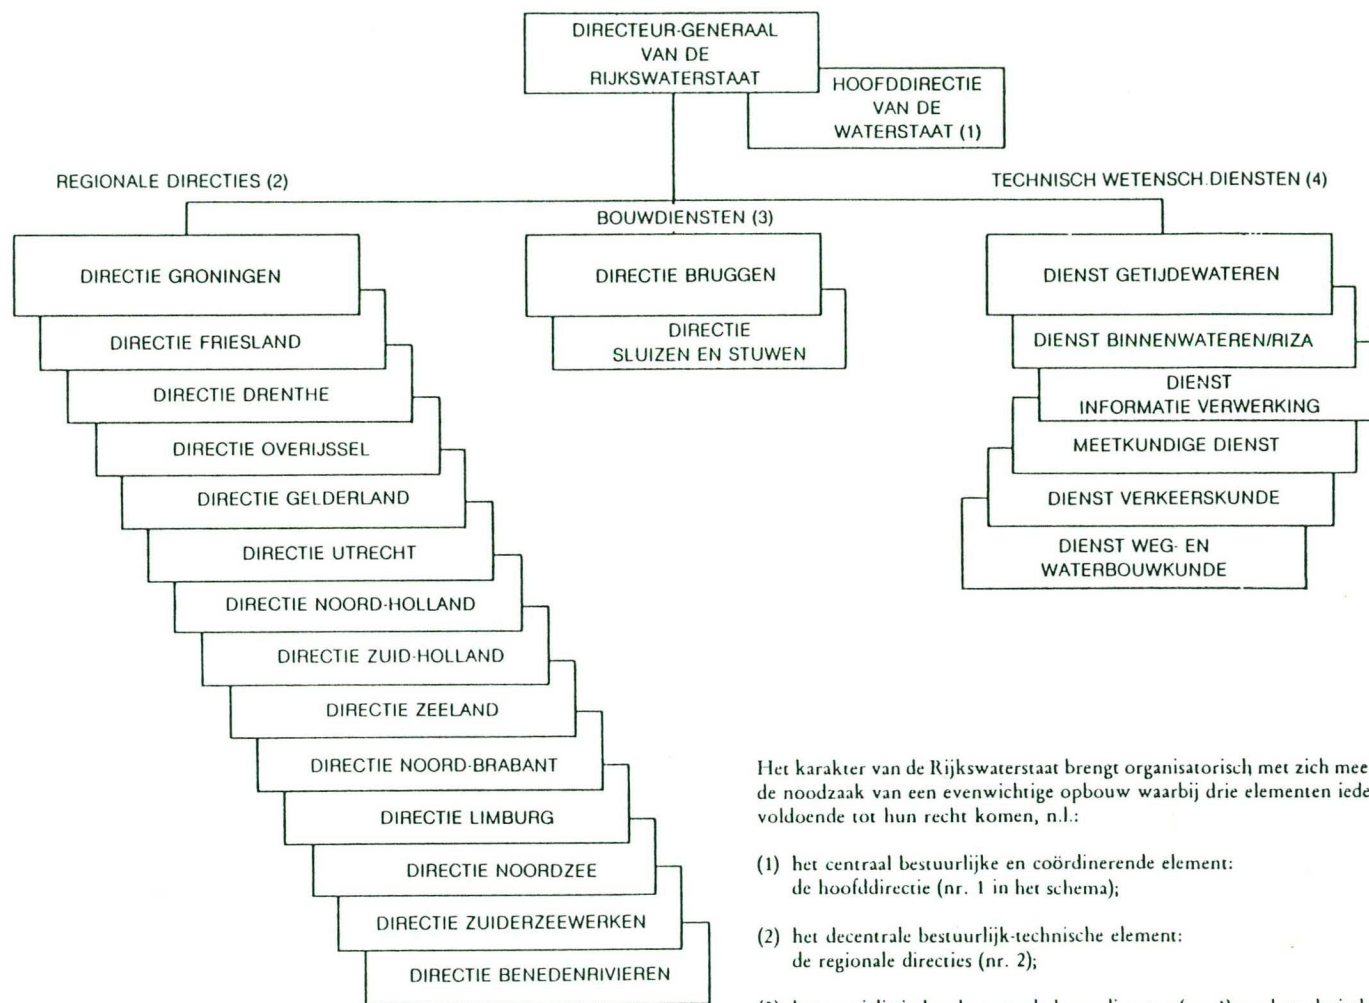 DIRECTEUR-GENERAAL
VAN DE
RIJKSWATERSTAAT
HOOFDDIRECTIE
VAN DE
WATERSTAAT (1)
REGIONALE DIRECTIES (2)
DIRECTIE GRONINGEN
DIRECTIE FRIESLAND
DIRECTIE DRENTHE
DIRECTIE OVERIJSSEL
DIRECTIE GELDERLAND
DIRECTIE UTRECHT
DIRECTIE NOORD-HOLLAND
DIRECTIE ZUID-HOLLAND
DIRECTIE ZEELAND
DIRECTIE NOORD-BRABANT
DIRECTIE LIMBURG
DIRECTIE NOORDZEE
DIRECTIE ZUIDERZEEWERKEN
DIRECTIE BENEDENRIVIEREN
BOUWDIENSTEN (3)
DIRECTIE BRUGGEN
DIRECTIE
SLUIZEN EN STUWEN
TECHNISCH WETENSCH.DIENSTEN (4)
DIENST GETIJDEWATEREN
DIENST BINNENWATEREN/RIZA
DIENST
INFORMATIE VERWERKING
MEETKUNDIGE DIENST
DIENST VERKEERSKUNDE
DIENST WEG- EN
WATERBOUWKUNDE
Het karakter van de Rijkswaterstaat brengt organisatorisch met zich mee
de noodzaak van een evenwichtige opbouw waarbij drie elementen iede
voldoende tot hun recht komen, n.l.:
(1) het centraal bestuurlijke en coördinerende element:
de hoofddirectie (nr. 1 in het schema);
(2) het decentrale bestuurlijk-technische element:
de regionale directies (nr. 2);